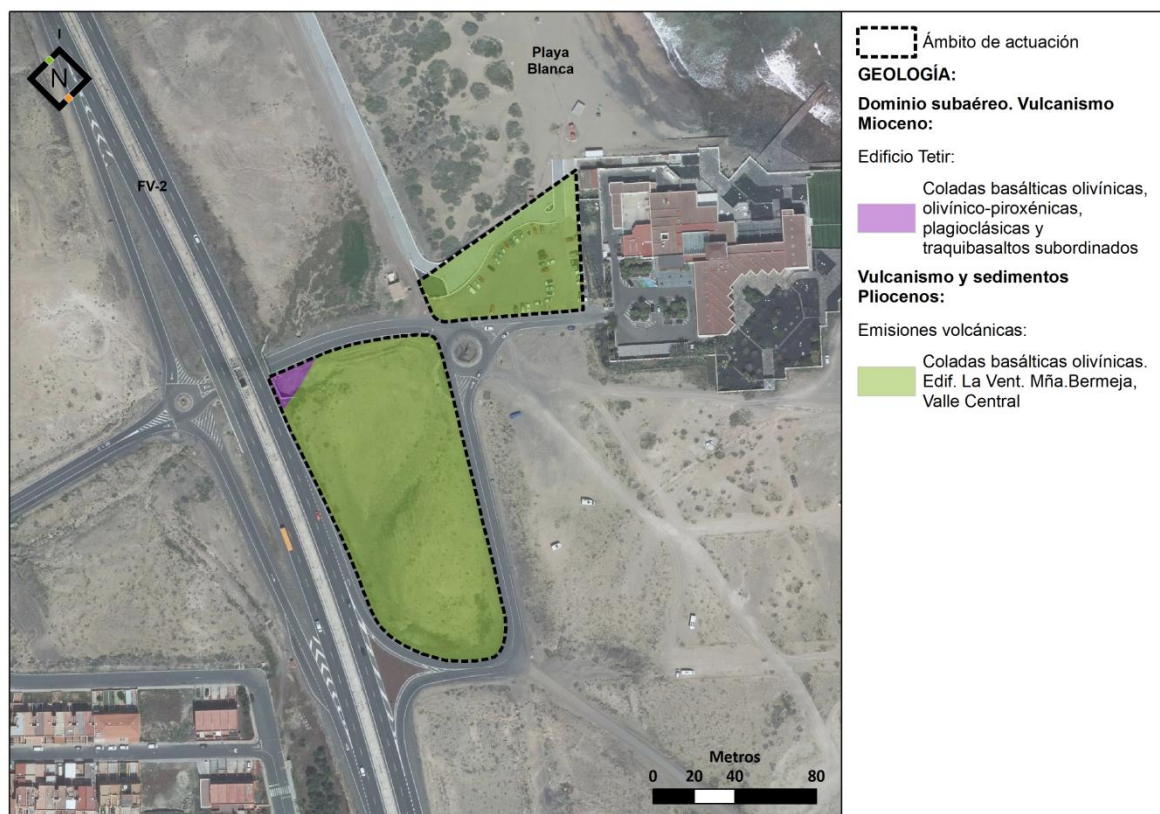 Playa
Blanca
N
FV-2
Metros
0 20 40 80
Ámbito de actuación
GEOLOGÍA:
Dominio subaéreo. Vulcanismo
Mioceno:
Edificio Tetir:
Coladas basálticas olivínicas,
olivínico-piroxénicas,
plagioclásicas y
traquibasaltos subordinados
Vulcanismo y sedimentos
Pliocenos:
Emisiones volcánicas:
Coladas basálticas olivínicas.
Edif. La Vent. Mña.Bermeja,
Valle Central